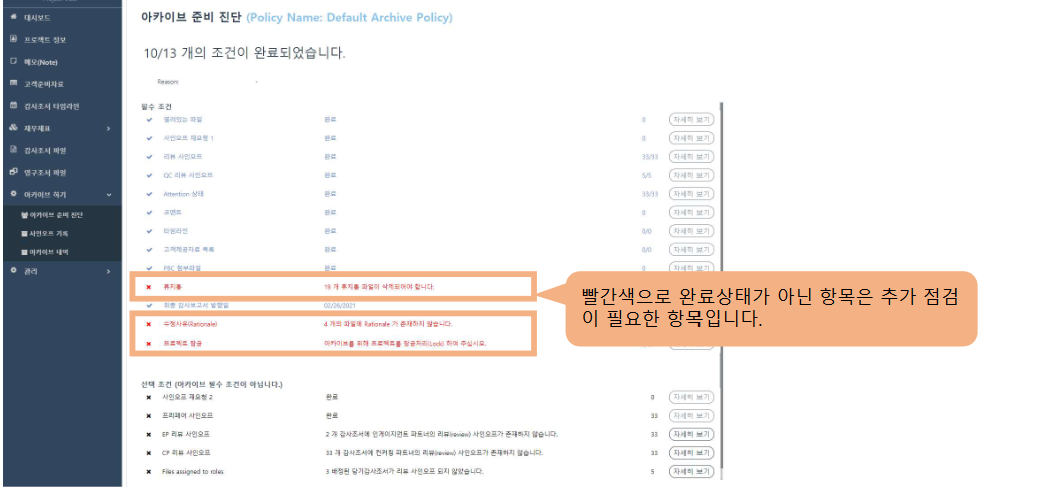 아카이브 준비 진단 (Policy Name: Default Archive Policy)
10/13 개의 조건이 완료되었습니다.
Reason: -
대시보드
프로젝트 정보
메모(Note)
고객준비자료
감사조서 타임라인
재무제표
감사조서 파일
영구조서 파일
아카이브 하기
아카이브 준비 진단
사인오프 기록
아카이브 내역
관리
필수 조건
열려있는 파일 완료 0 자세히 보기
사인오프 재요청 1 완료 0 자세히 보기
리뷰 사인오프 완료 33/33 자세히 보기
QC 리뷰 사인오프 완료 5/5 자세히 보기
Attention 상태 완료 33/33 자세히 보기
코멘트 완료 0 자세히 보기
타임라인 완료 0/0 자세히 보기
고객제공자료 목록 완료 0/0 자세히 보기
PBC 첨부파일 완료 0 자세히 보기
휴지통 19 개 휴지통 파일이 삭제되어야 합니다.
최종 감사보고서 발행일 02/26/2021
수정사유(Rationale) 4 개의 파일에 Rationale 가 존재하지 않습니다.
프로젝트 잠금 아카이브를 위해 프로젝트를 잠금처리(Lock) 하여 주십시오.
빨간색으로 완료상태가 아닌 항목은 추가 점검
이 필요한 항목입니다.
선택 조건 (아카이브 필수 조건이 아닙니다.)
사인오프 재요청 2 완료 0 자세히 보기
프리페어 사인오프 완료 33 자세히 보기
EP 리뷰 사인오프 2 개 감사조서에 인게이지먼트 파트너의 리뷰(review) 사인오프가 존재하지 않습니다. 33 자세히 보기
CP 리뷰 사인오프 33 개 감사조서에 컨커링 파트너의 리뷰(review) 사인오프가 존재하지 않습니다. 33 자세히 보기
Files assigned to roles 3 배정된 당기감사조서가 리뷰 사인오프 되지 않았습니다. 5 자세히 보기